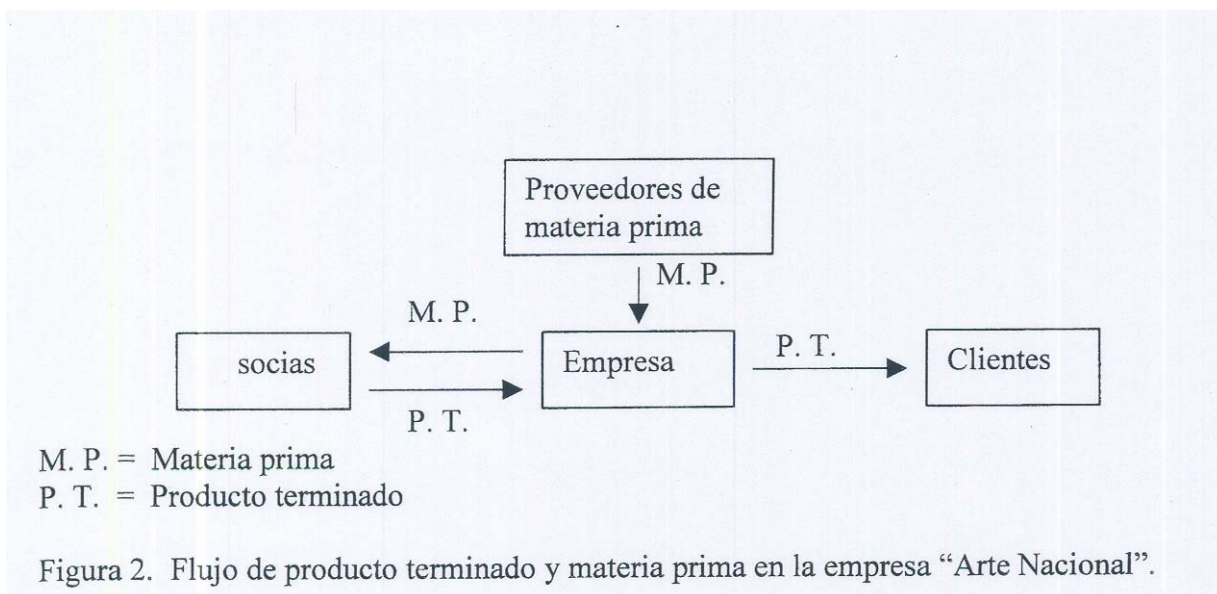 Proveedores de
materia prima
M. P.
M. P.
socias
Empresa
P. T.
Clientes
P. T.
M. P. = Materia prima
P. T. = Producto terminado
Figura 2. Flujo de producto terminado y materia prima en la empresa “Arte Nacional”.